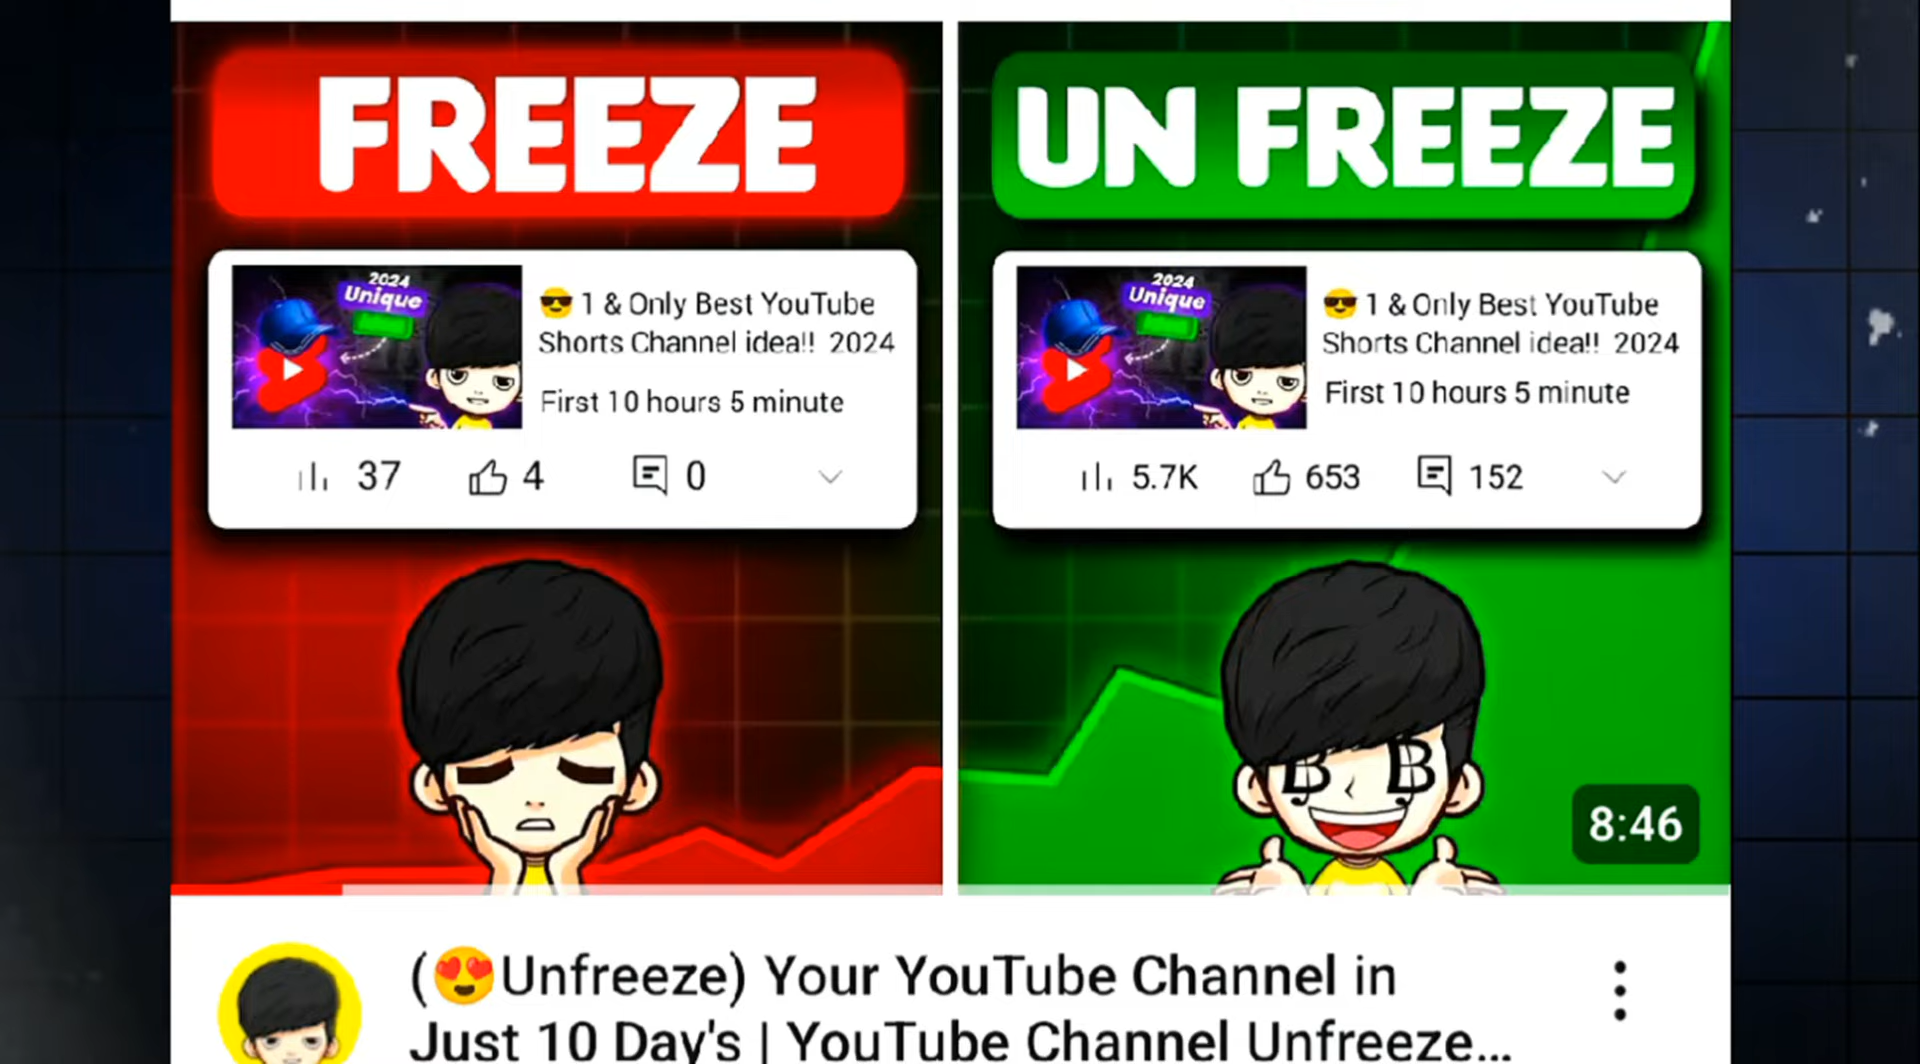 FREEZE
2024
Unique
😎 1 & Only Best YouTube
Shorts Channel idea!! 2024
First 10 hours 5 minute
37 4 0
UN FREEZE
2024
Unique
😎 1 & Only Best YouTube
Shorts Channel idea!! 2024
First 10 hours 5 minute
5.7K 653 152
8:46
(😍Unfreeze) Your YouTube Channel in
Just 10 Day's | YouTube Channel Unfreeze...